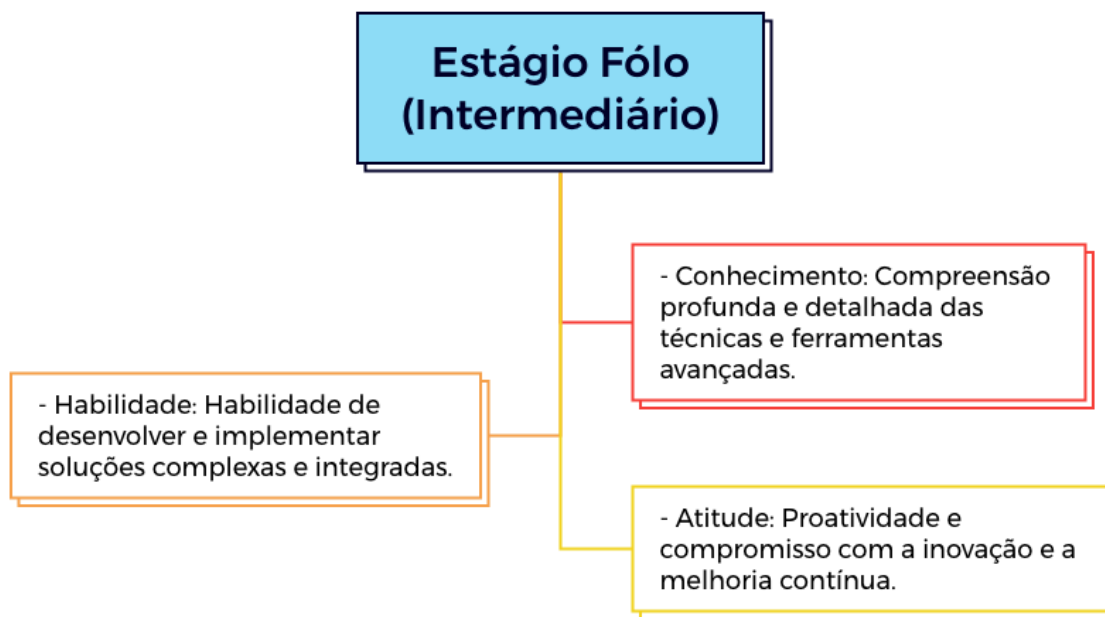 Estágio Fólo
(Intermediário)
- Conhecimento: Compreensão
profunda e detalhada das
técnicas e ferramentas
avançadas.
- Habilidade: Habilidade de
desenvolver e implementar
soluções complexas e integradas.
- Atitude: Proatividade e
compromisso com a inovação e a
melhoria contínua.